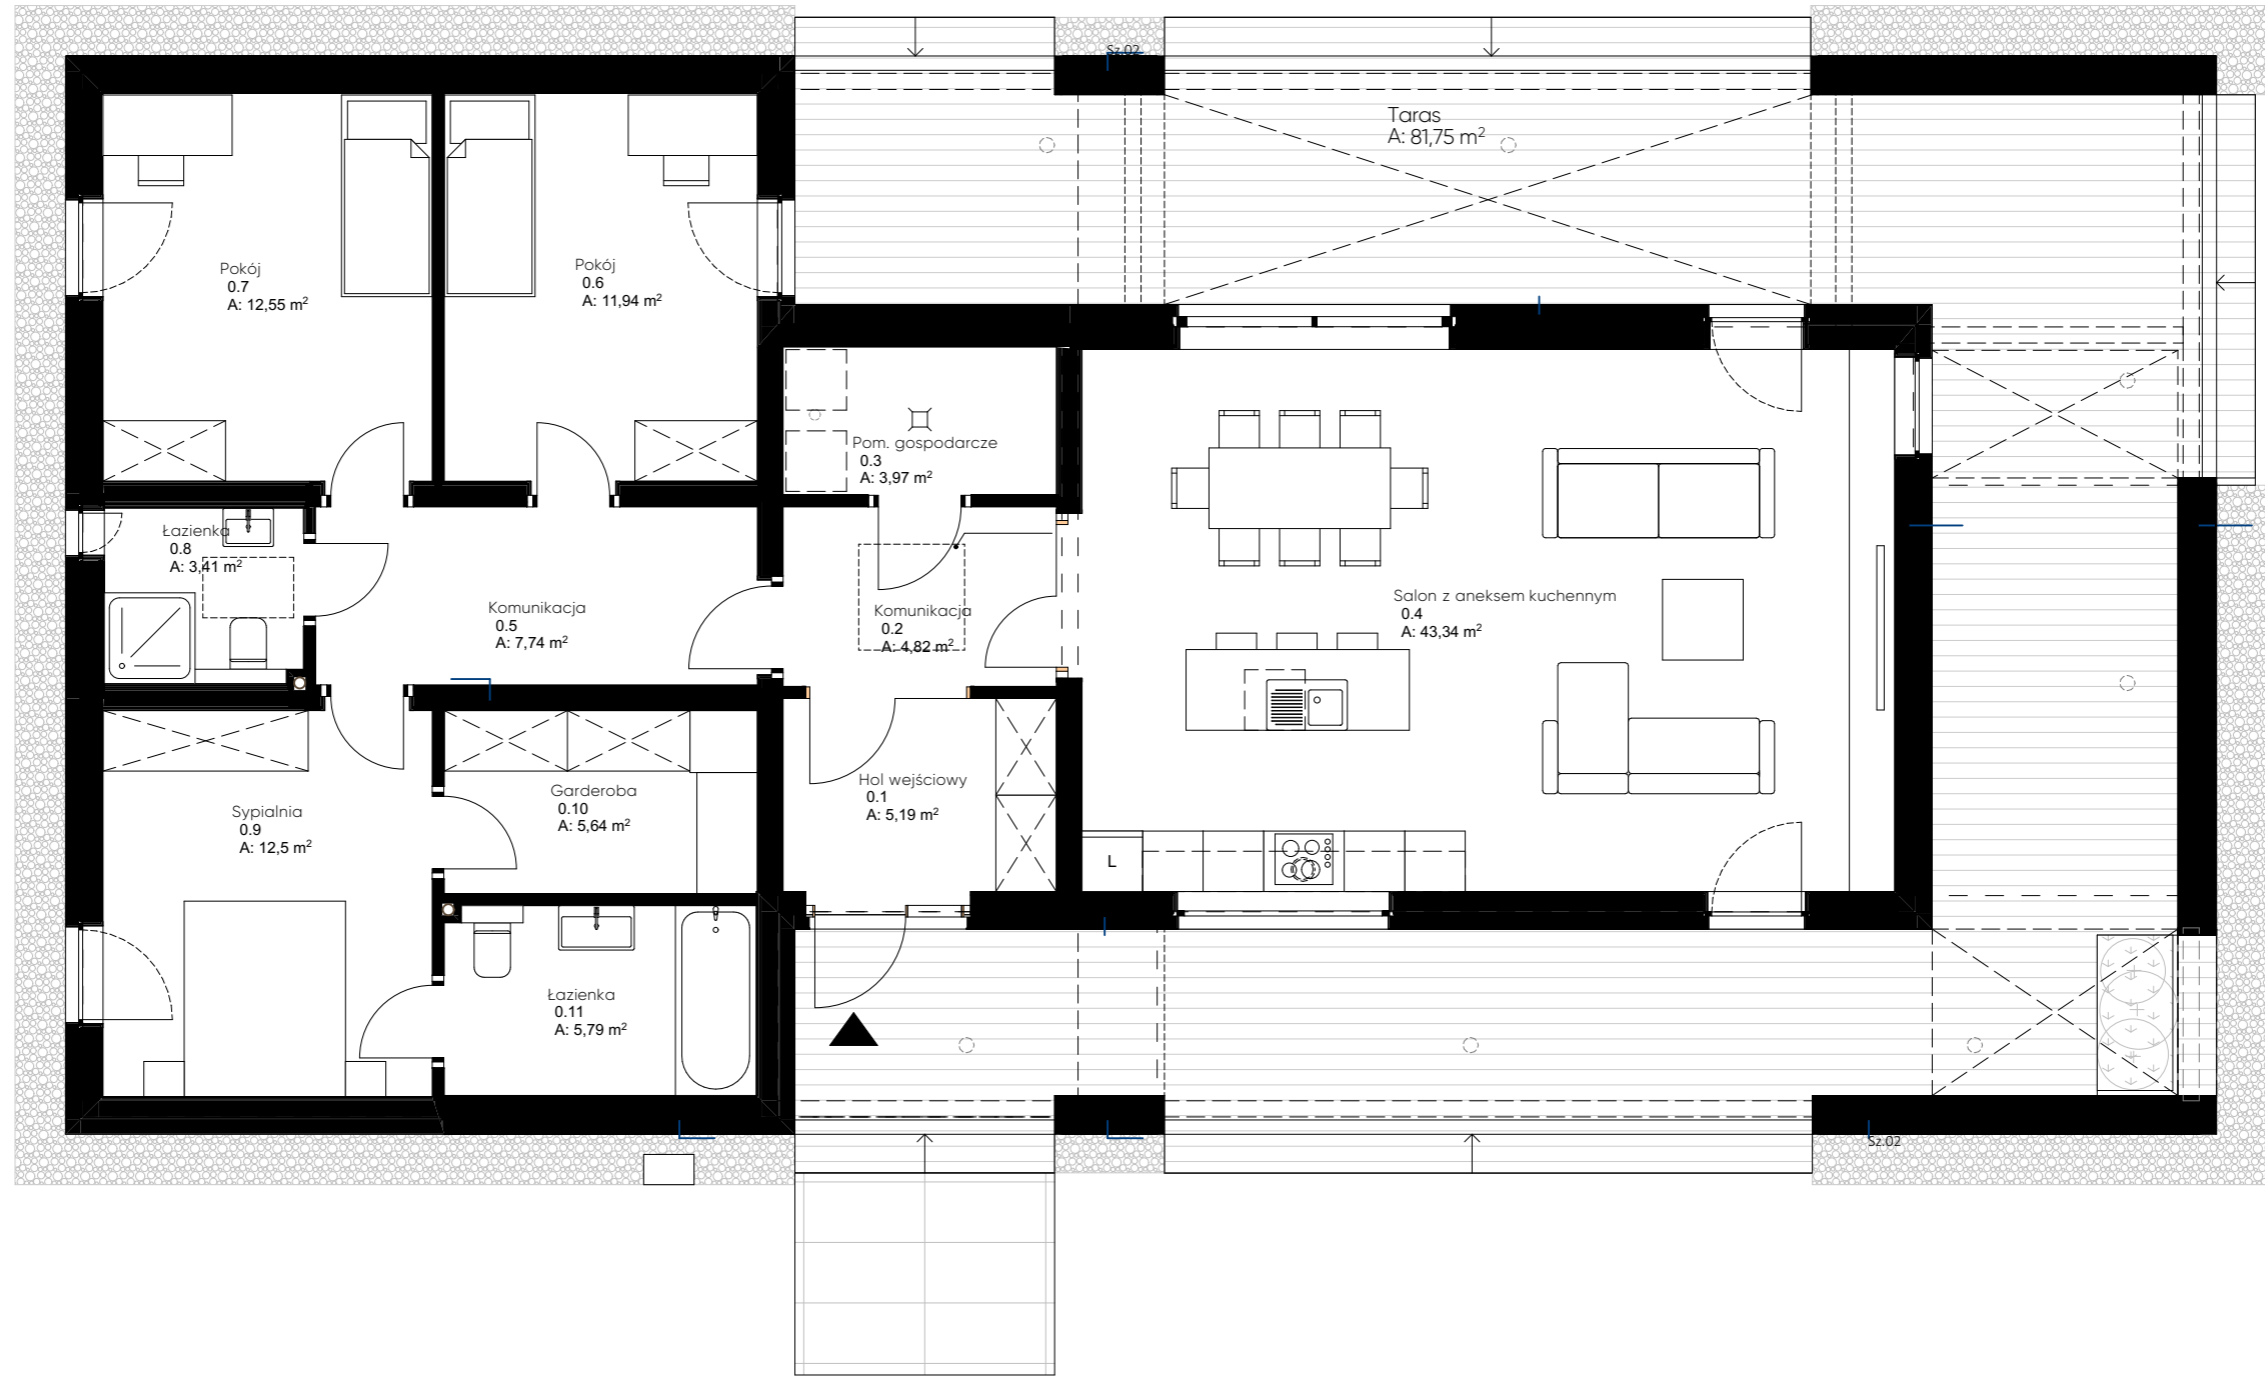 Sz.02
Taras
A: 81,75 m²
Pokój
0.7
A: 12,55 m²
Pokój
0.6
A: 11,94 m²
Pom. gospodarcze
0.3
A: 3,97 m²
Łazienka
0.8
A: 3,41 m²
Komunikacja
0.5
A: 7,74 m²
Komunikacja
0.2
A: 4,82 m²
Salon z aneksem kuchennym
0.4
A: 43,34 m²
Sypialnia
0.9
A: 12,5 m²
Garderoba
0.10
A: 5,64 m²
Hol wejściowy
0.1
A: 5,19 m²
L
Łazienka
0.11
A: 5,79 m²
Sz.02